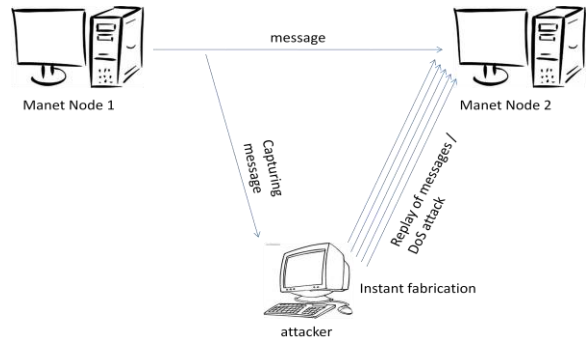 message
Manet Node 1
Manet Node 2
Capturing
message
Replay of messages /
DoS attack
Instant fabrication
attacker